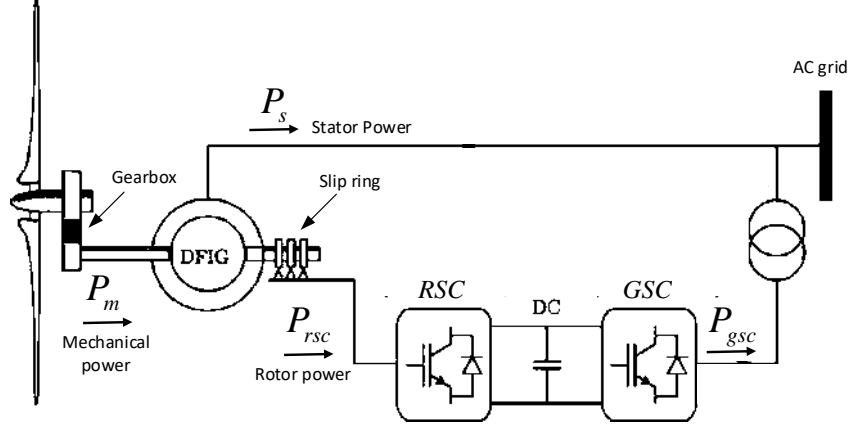 AC grid
P_s
Stator Power
Gearbox
Slip ring
DFIG
P_m
Mechanical
power
P_rsc
Rotor power
RSC
DC
GSC
P_gsc